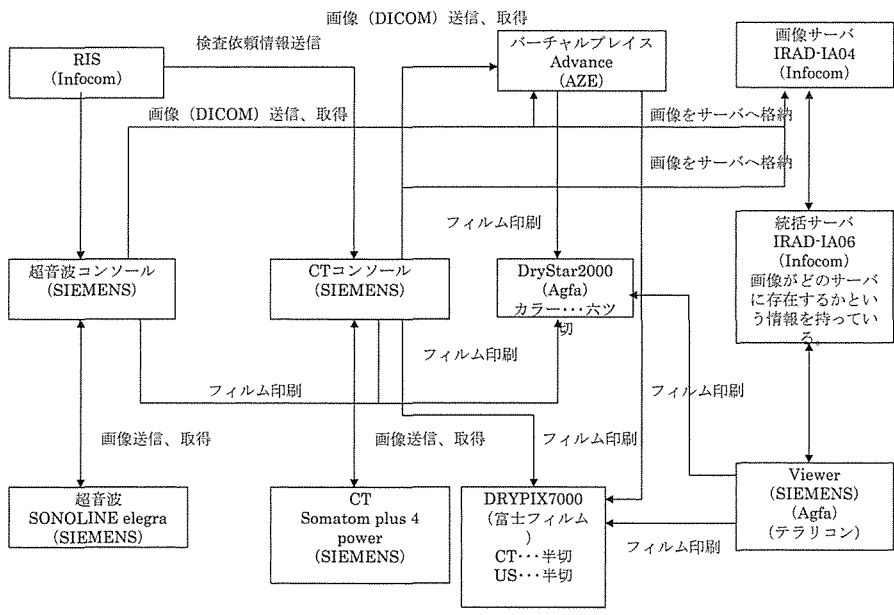 画像（DICOM）送信、取得
検査依頼情報送信
RIS
(Infocom)
バーチャルプレイス
Advance
(AZE)
画像サーバ
IRAD-IA04
(Infocom)
画像（DICOM）送信、取得
画像をサーバへ格納
画像をサーバへ格納
フィルム印刷
超音波コンソール
(SIEMENS)
CTコンソール
(SIEMENS)
DryStar2000
(Agfa)
カラー･･･六ツ
切
統括サーバ
IRAD-IA06
(Infocom)
画像がどのサーバ
に存在するかとい
う情報を持ってい
る。
フィルム印刷
フィルム印刷
フィルム印刷
画像送信、取得
画像送信、取得
フィルム印刷
超音波
SONOLINE elegra
(SIEMENS)
CT
Somatom plus 4
power
(SIEMENS)
DRYPIX7000
（富士フィルム
）
CT･･･半切
US･･･半切
Viewer
(SIEMENS)
(Agfa)
(テラリコン)
フィルム印刷